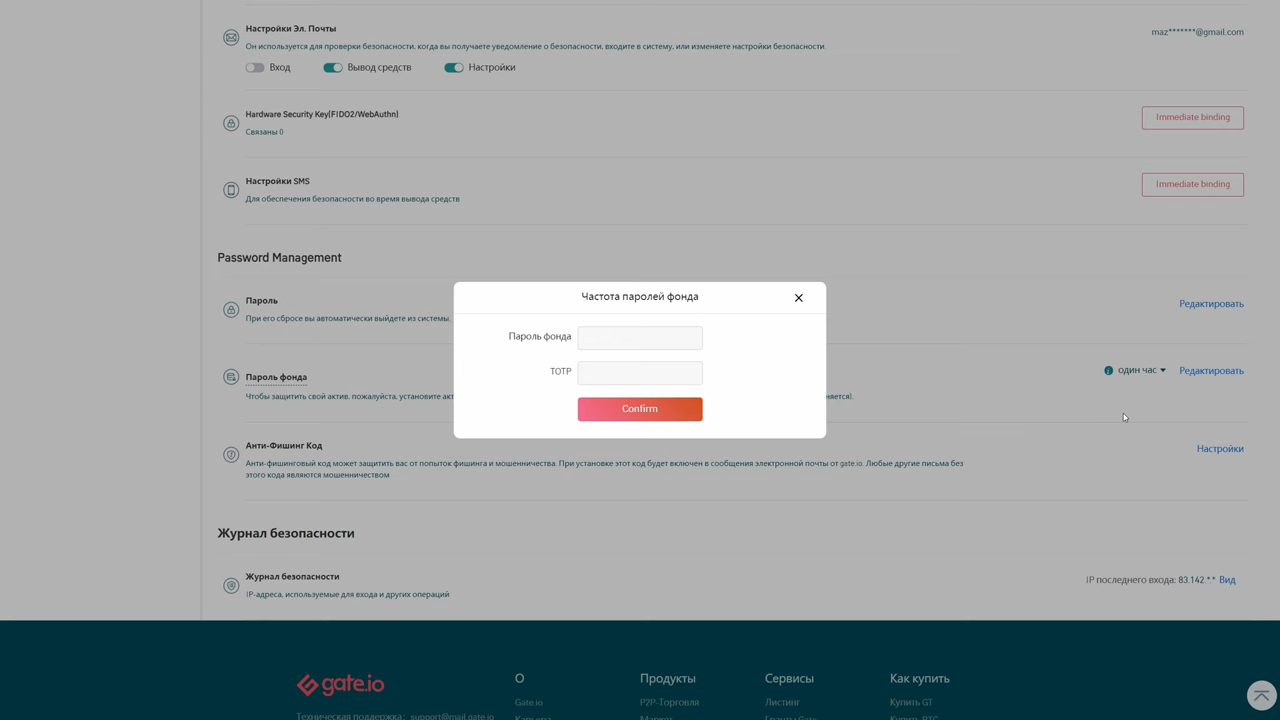 Настройки Эл. Почты
Он используется для проверки безопасности, когда вы получаете уведомление о безопасности, входите в систему, или изменяете настройки безопасности.
maz*******@gmail.com
Вход
Вывод средств
Настройки
Hardware Security Key(FIDO2/WebAuthn)
Связаны 0
Immediate binding
Настройки SMS
Для обеспечения безопасности во время вывода средств
Immediate binding
Password Management
Пароль
При его сбросе вы автоматически выйдете из системы.
Редактировать
Частота паролей фонда
Пароль фонда
TOTP
Confirm
Пароль фонда
Чтобы защитить свой актив, пожалуйста, установите
один час
Редактировать
Анти-Фишинг Код
Анти-фишинговый код может защитить вас от попыток фишинга и мошенничества. При установке этот код будет включен в сообщения электронной почты от gate.io. Любые другие письма без
этого кода являются мошенничеством
Настройки
Журнал безопасности
Журнал безопасности
IP-адреса, используемые для входа и других операций
IP последнего входа: 83.142.*.* Вид
gate.io
О
Продукты
Сервисы
Как купить
Gate.io
P2P-Торговля
Листинг
Купить GT
Техническая поддержка: support@mail.gate.io